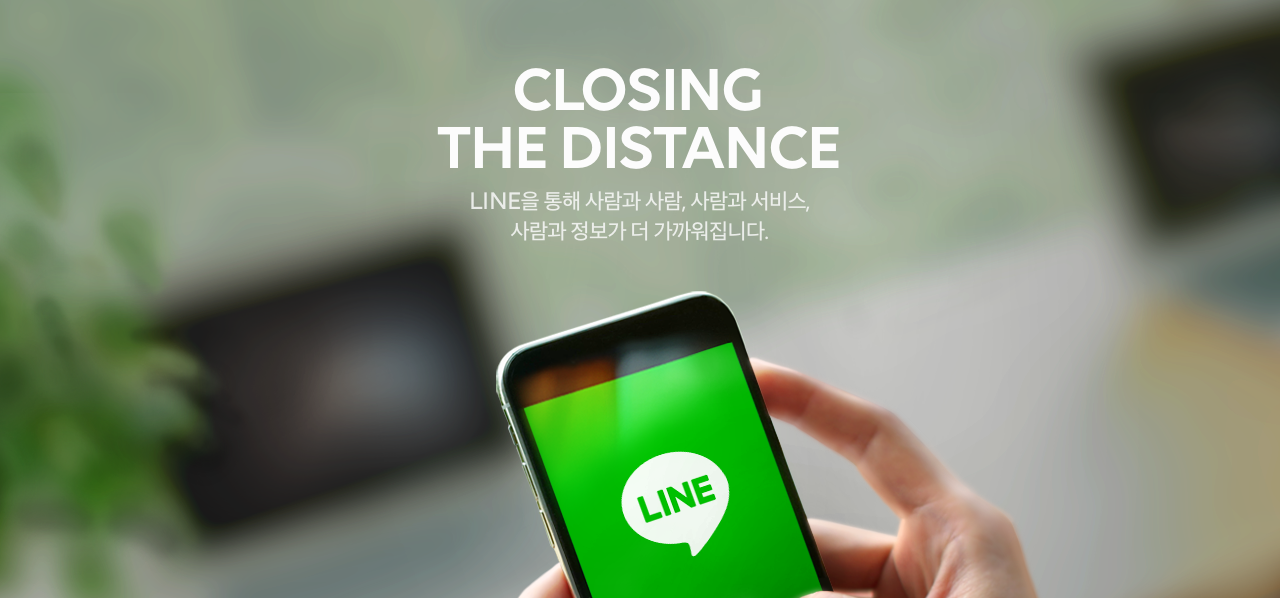 CLOSING
THE DISTANCE
LINE을 통해 사람과 사람, 사람과 서비스,
사람과 정보가 더 가까워집니다.
LINE